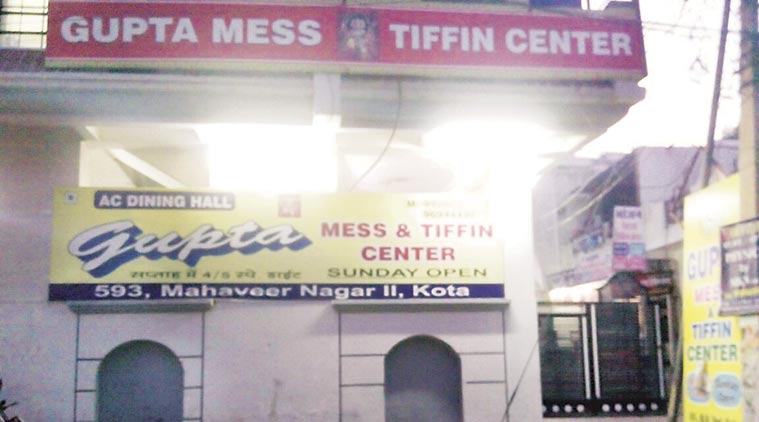 GUPTA MESS TIFFIN CENTER
AC DINING HALL
Gupta
MESS & TIFFIN
CENTER
सप्ताह में 4/5 स्पे. डाईट
SUNDAY OPEN
593, Mahaveer Nagar II, Kota
GUP
MESS
&
TIFFIN
CENTER